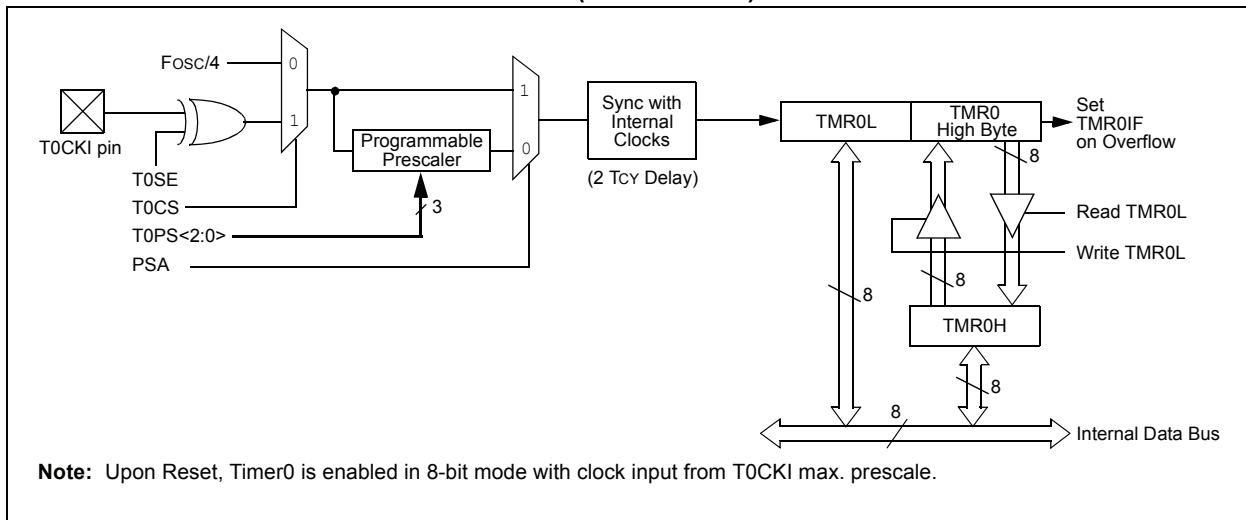 FOSC/4
0
1
T0CKI pin
T0SE
T0CS
T0PS<2:0>
PSA
Programmable
Prescaler
3
1
0
Sync with
Internal
Clocks
(2 TCY Delay)
TMR0L
TMR0
High Byte
Set
TMR0IF
on Overflow
8
Read TMR0L
Write TMR0L
8
8
TMR0H
8
8
Internal Data Bus
Note: Upon Reset, Timer0 is enabled in 8-bit mode with clock input from T0CKI max. prescale.